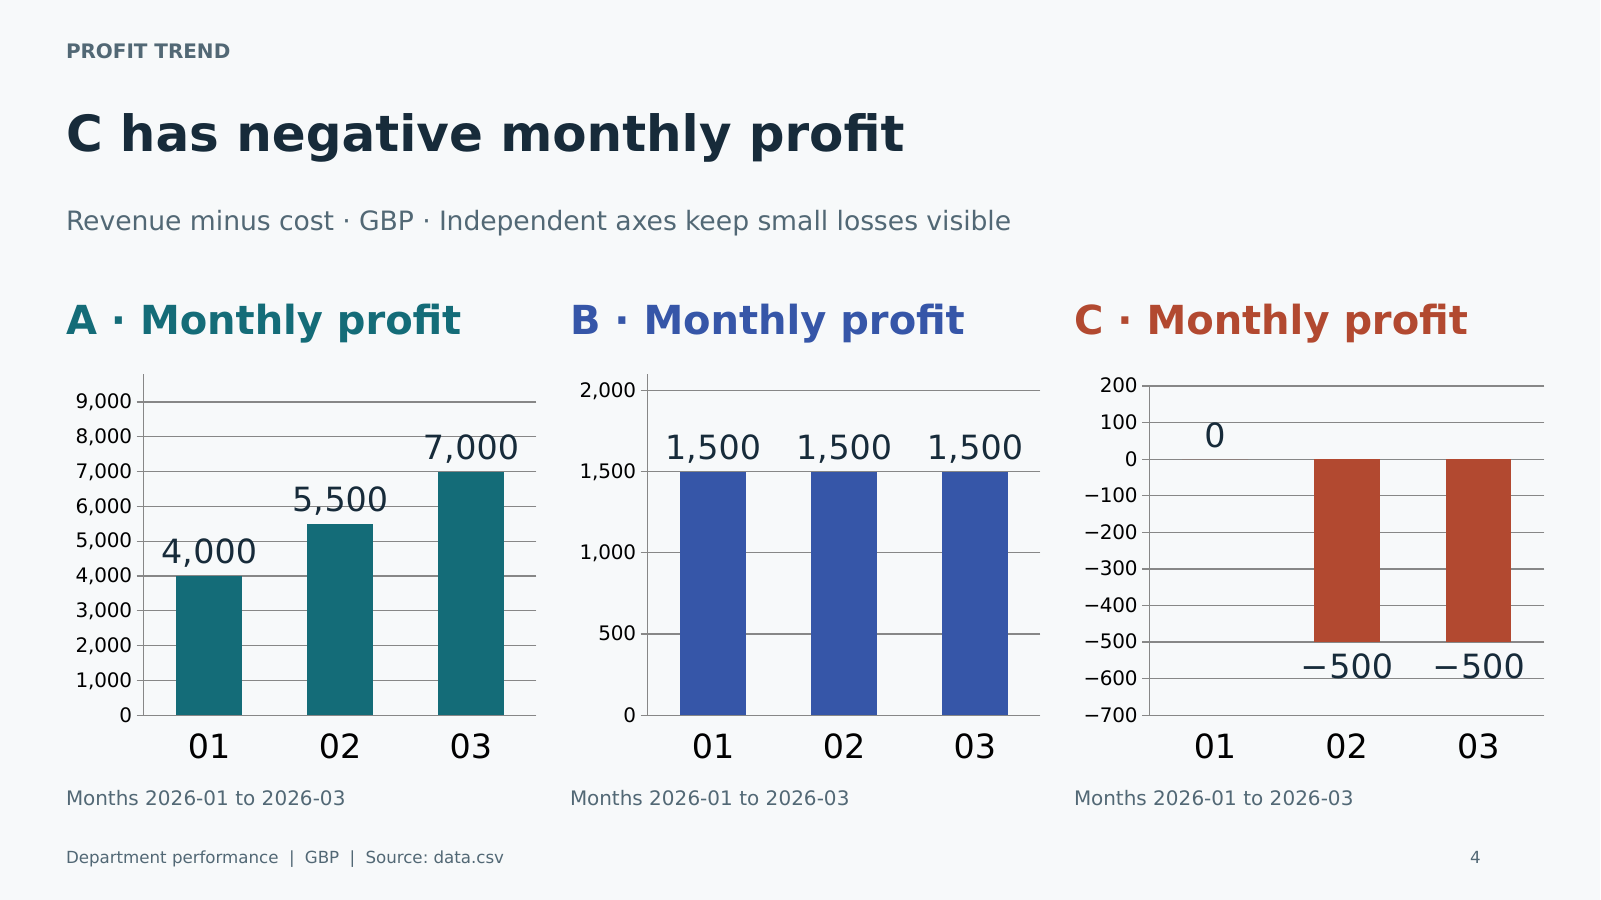 PROFIT TREND
C has negative monthly profit
Revenue minus cost · GBP · Independent axes keep small losses visible
A · Monthly profit
9,000
8,000
7,000
6,000
5,000
4,000
3,000
2,000
1,000
0
4,000
5,500
7,000
01 02 03
Months 2026-01 to 2026-03
B · Monthly profit
2,000
1,500
1,000
500
0
1,500 1,500 1,500
01 02 03
Months 2026-01 to 2026-03
C · Monthly profit
200
100
0
−100
−200
−300
−400
−500
−600
−700
0
−500 −500
01 02 03
Months 2026-01 to 2026-03
Department performance | GBP | Source: data.csv
4